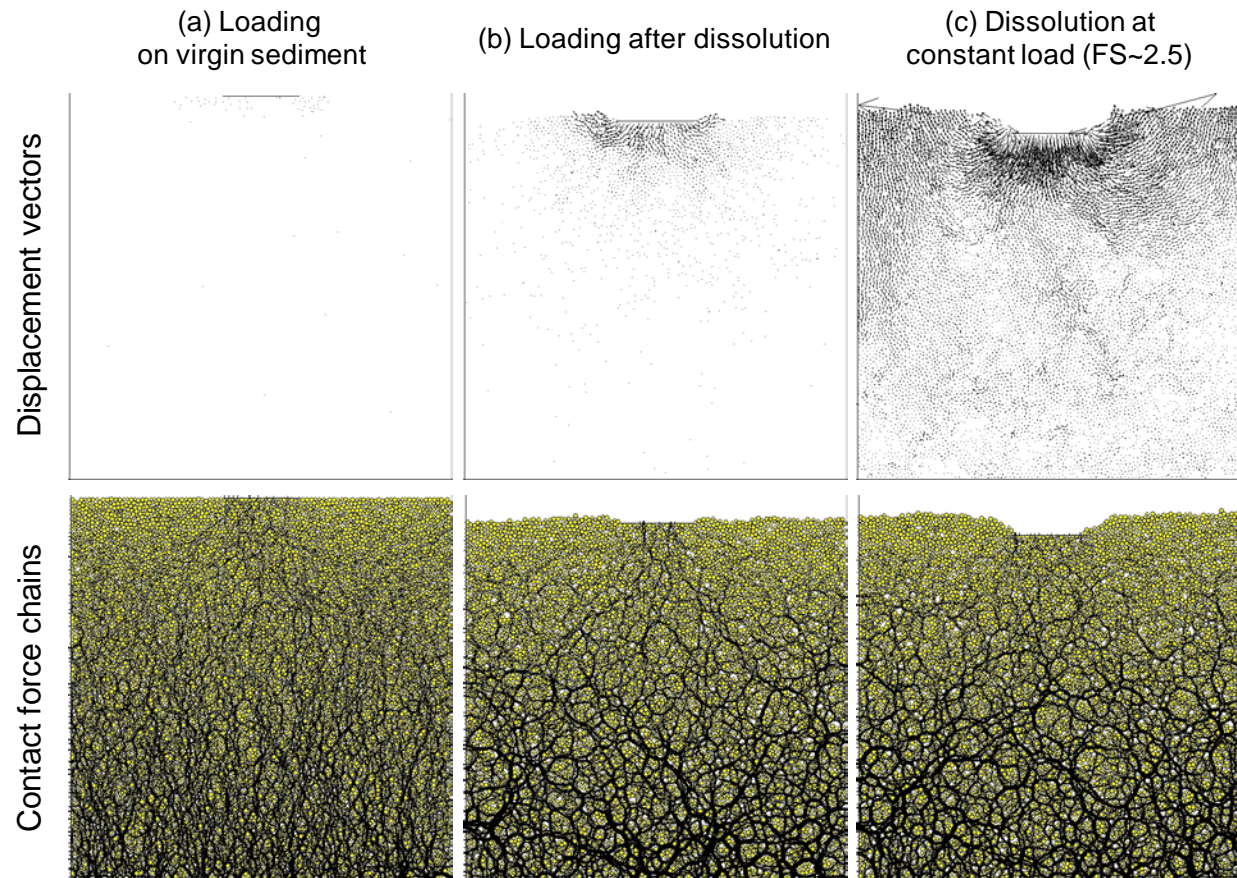 (a) Loading
on virgin sediment
(b) Loading after dissolution
(c) Dissolution at
constant load (FS~2.5)
Displacement vectors
Contact force chains